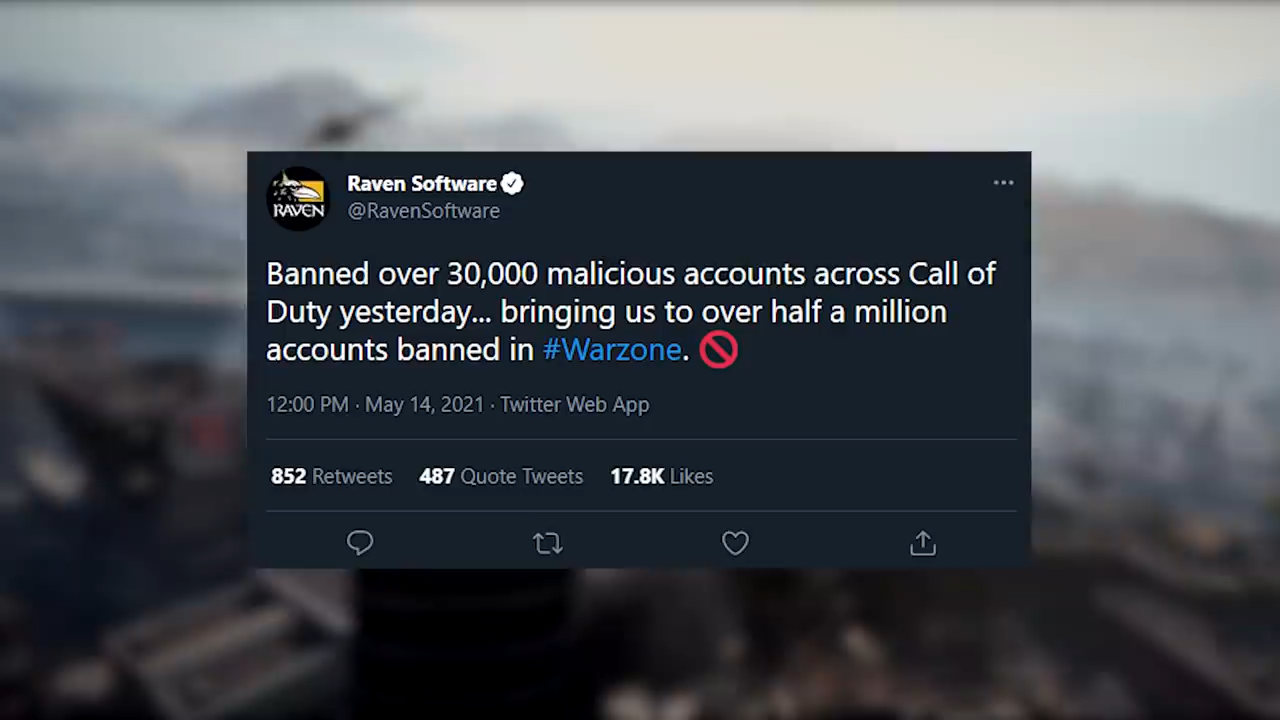 RAVEN
Raven Software
@RavenSoftware
Banned over 30,000 malicious accounts across Call of
Duty yesterday... bringing us to over half a million
accounts banned in #Warzone. 🚫
12:00 PM · May 14, 2021 · Twitter Web App
852 Retweets 487 Quote Tweets 17.8K Likes